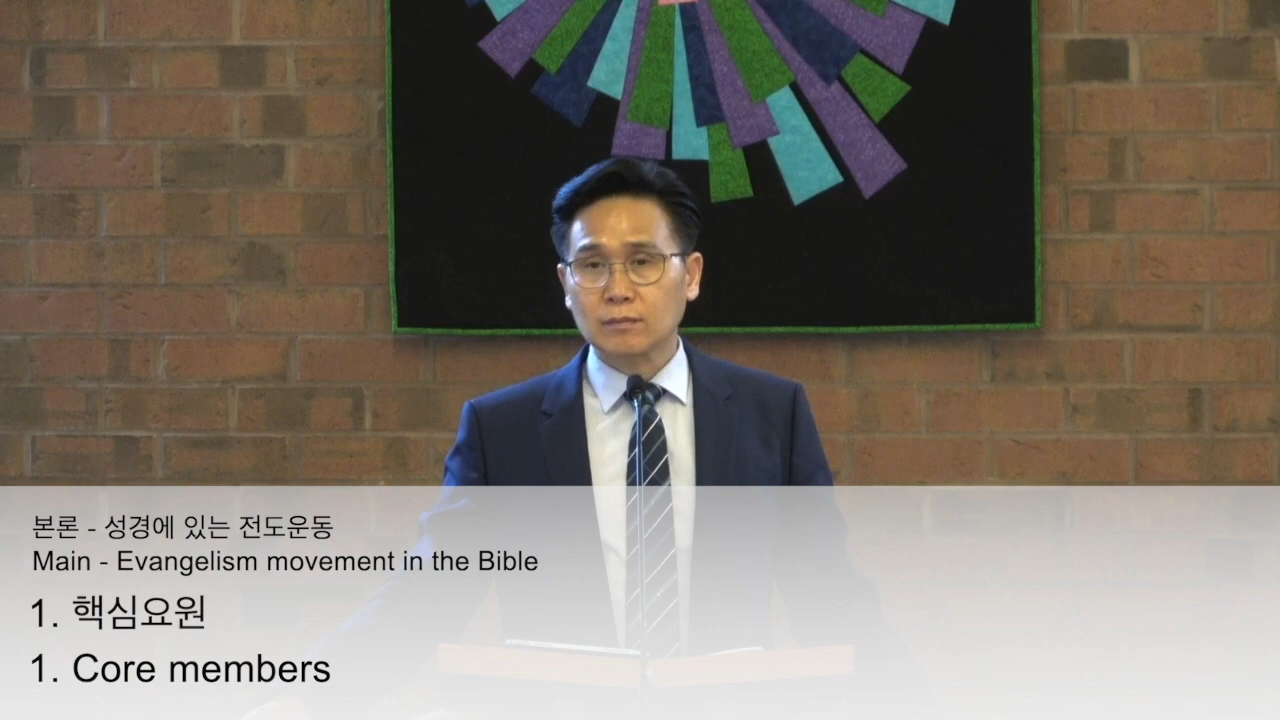 본론 - 성경에 있는 전도운동
Main - Evangelism movement in the Bible
1. 핵심요원
1. Core members